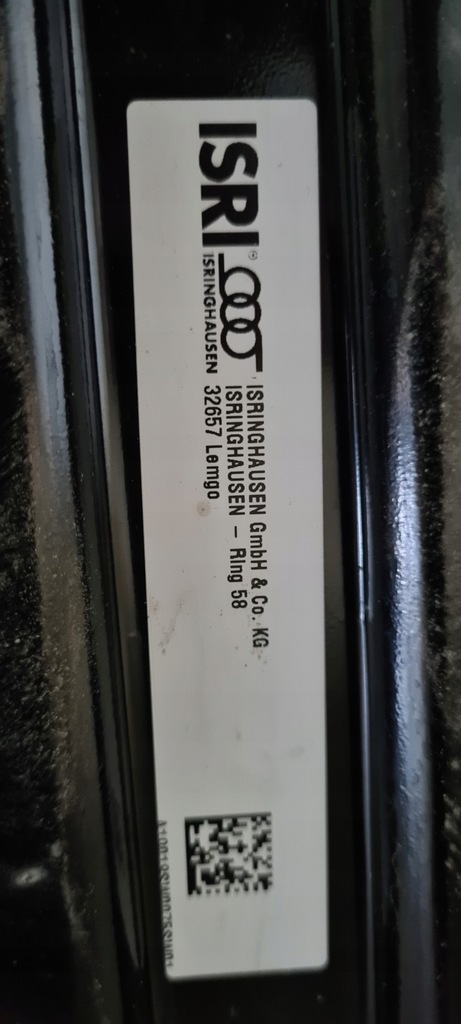 ISRI®
ISRINGHAUSEN
ISRINGHAUSEN GmbH & Co. KG
ISRINGHAUSEN – Ring 58
32657 Lemgo